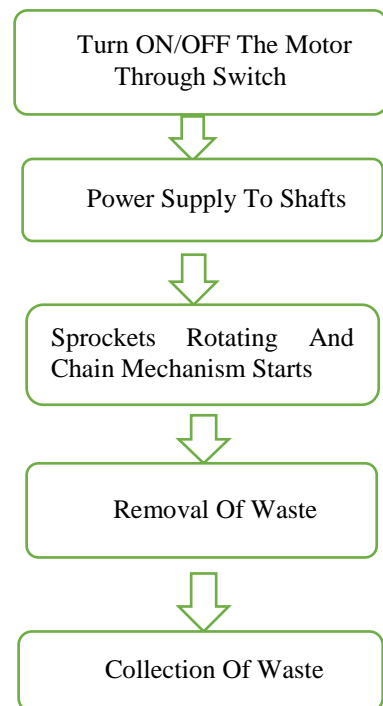 Turn ON/OFF The Motor
Through Switch
Power Supply To Shafts
Sprockets Rotating And
Chain Mechanism Starts
Removal Of Waste
Collection Of Waste